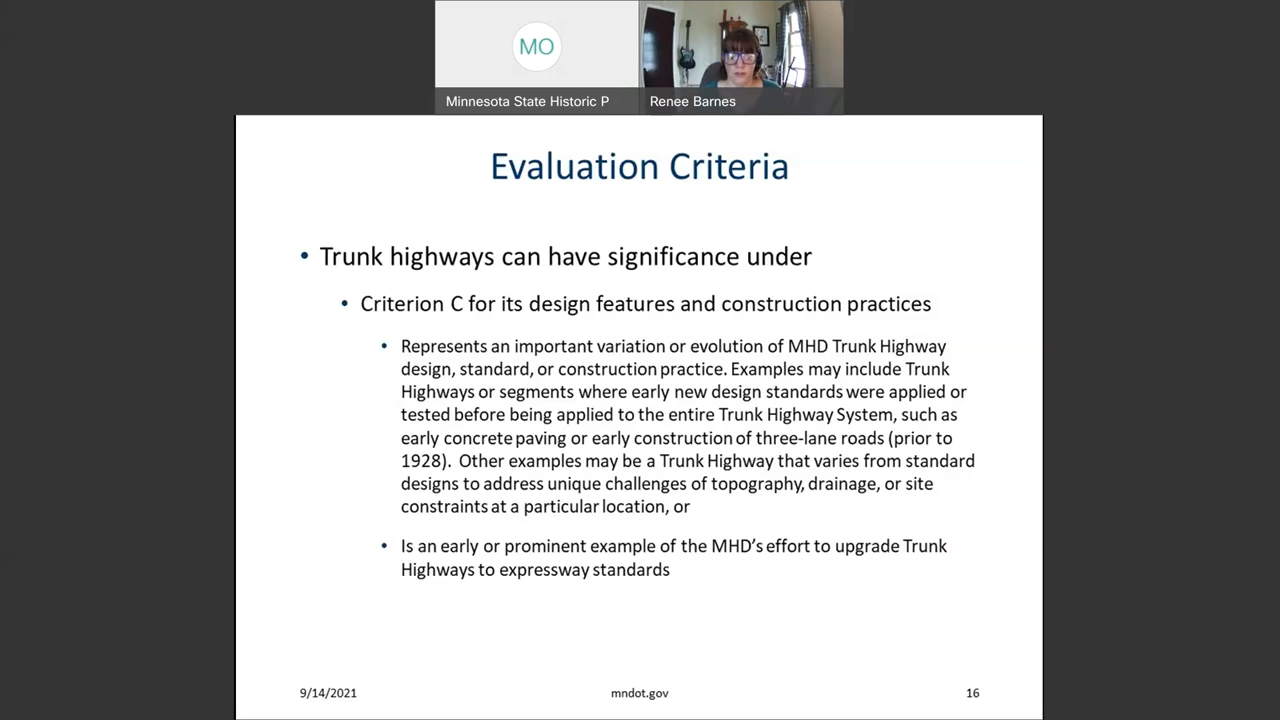 MO
Minnesota State Historic P
Renee Barnes
Evaluation Criteria
• Trunk highways can have significance under
• Criterion C for its design features and construction practices
• Represents an important variation or evolution of MHD Trunk Highway
design, standard, or construction practice. Examples may include Trunk
Highways or segments where early new design standards were applied or
tested before being applied to the entire Trunk Highway System, such as
early concrete paving or early construction of three-lane roads (prior to
1928). Other examples may be a Trunk Highway that varies from standard
designs to address unique challenges of topography, drainage, or site
constraints at a particular location, or
• Is an early or prominent example of the MHD's effort to upgrade Trunk
Highways to expressway standards
9/14/2021
mndot.gov
16